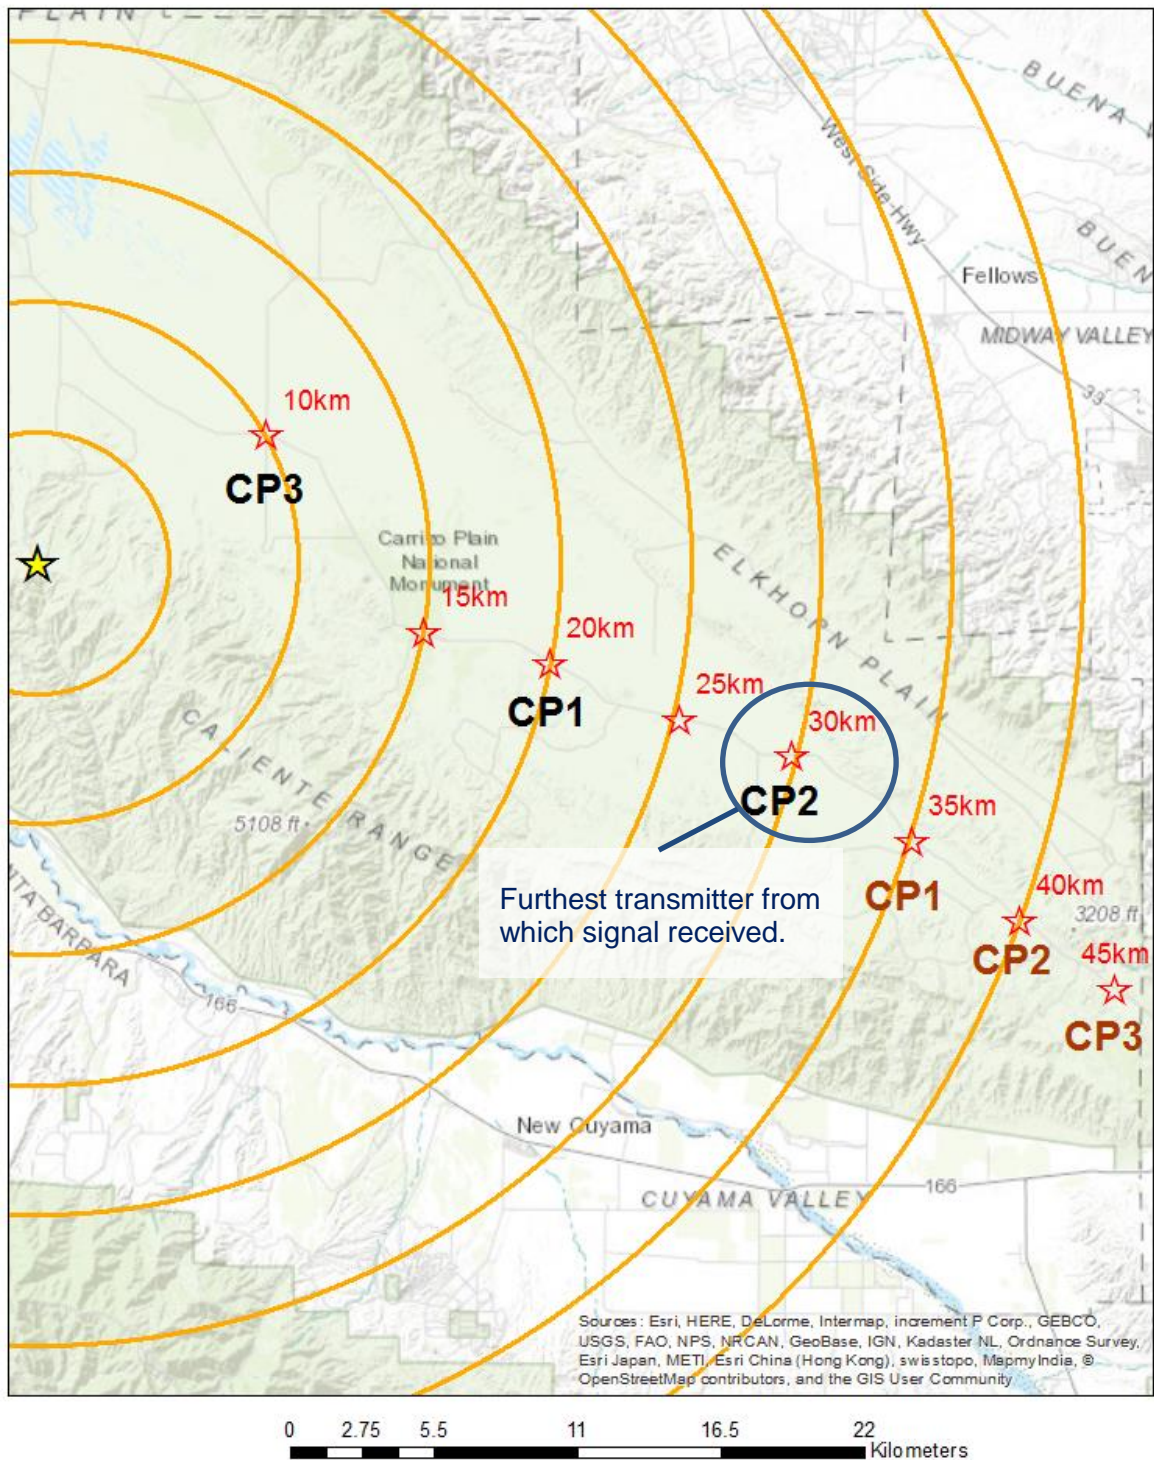 PLAIN
BUENA V
West Side Hwy
BUEN
Fellows
MIDWAY VALLEY
33
10km
CP3
Carrizo Plain
National
Monument
15km
ELKHORN PLAIN
20km
CP1
25km
30km
CP2
CALIENTE RANGE
5108 ft
35km
CP1
Furthest transmitter from
which signal received.
40km
3208 ft
CP2
45km
CP3
NTA BARBARA
166
New Cuyama
CUYAMA VALLEY
166
Sources: Esri, HERE, DeLorme, Intermap, increment P Corp., GEBCO,
USGS, FAO, NPS, NRCAN, GeoBase, IGN, Kadaster NL, Ordnance Survey,
Esri Japan, METI, Esri China (Hong Kong), swisstopo, MapmyIndia, ©
OpenStreetMap contributors, and the GIS User Community
0 2.75 5.5 11 16.5 22
Kilometers